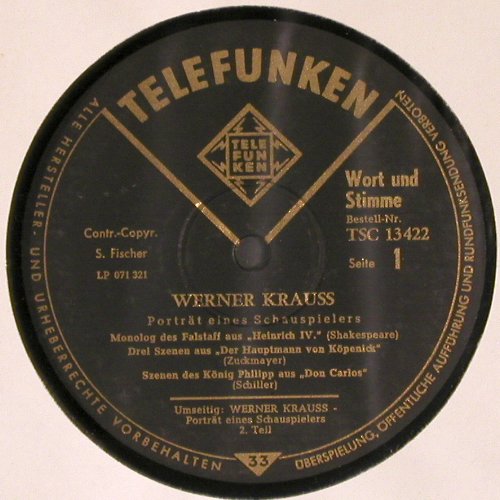 TELEFUNKEN
TELE
FUN
KEN
ALLE HERSTELLER- UND URHEBERRECHTE VORBEHALTEN
ÜBERSPIELUNG, ÖFFENTLICHE AUFFÜHRUNG UND RUNDFUNKSENDUNG VERBOTEN
Contr.-Copyr.
S. Fischer
LP 071 321
Wort und
Stimme
Bestell-Nr.
TSC 13422
Seite 1
WERNER KRAUSS
Porträt eines Schauspielers
Monolog des Falstaff aus „Heinrich IV.“ (Shakespeare)
Drei Szenen aus „Der Hauptmann von Köpenick“
(Zuckmayer)
Szenen des König Philipp aus „Don Carlos“
(Schiller)
Umseitig: WERNER KRAUSS -
Porträt eines Schauspielers
2. Teil
33